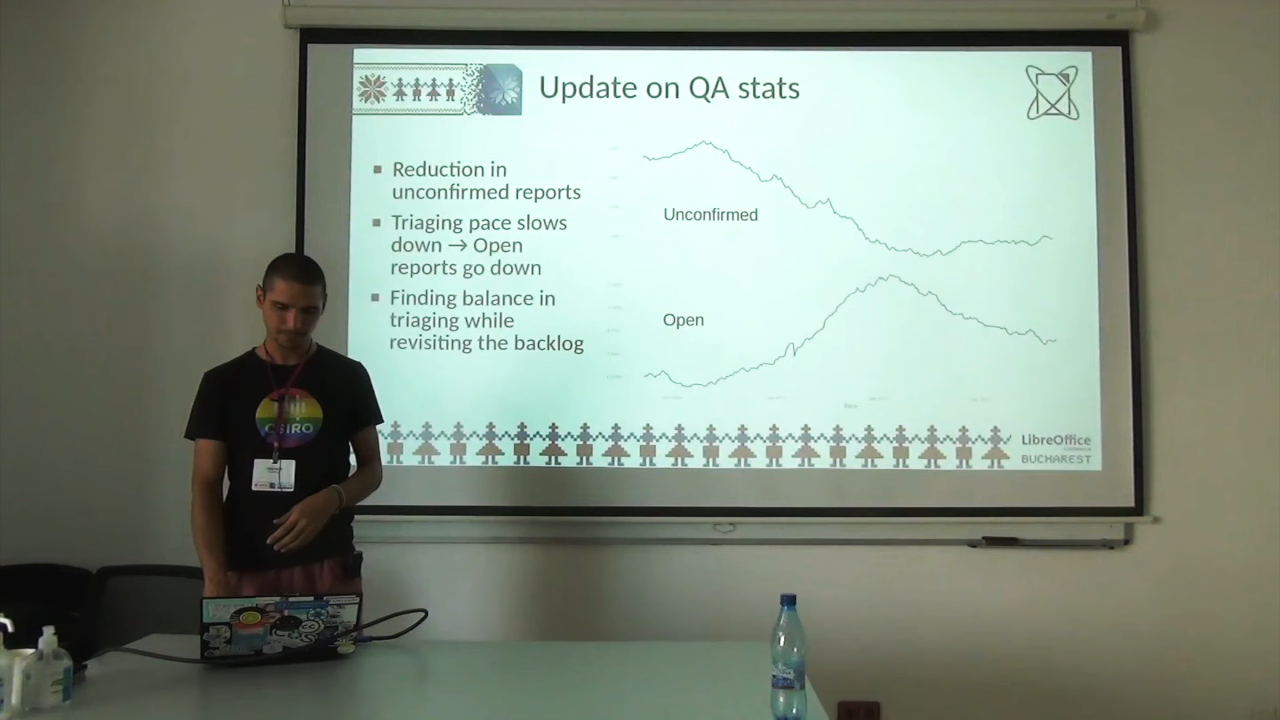 Update on QA stats
Reduction in
unconfirmed reports
Triaging pace slows
down → Open
reports go down
Finding balance in
triaging while
revisiting the backlog
Unconfirmed
Open
LibreOffice
BUCHAREST
CSIRO